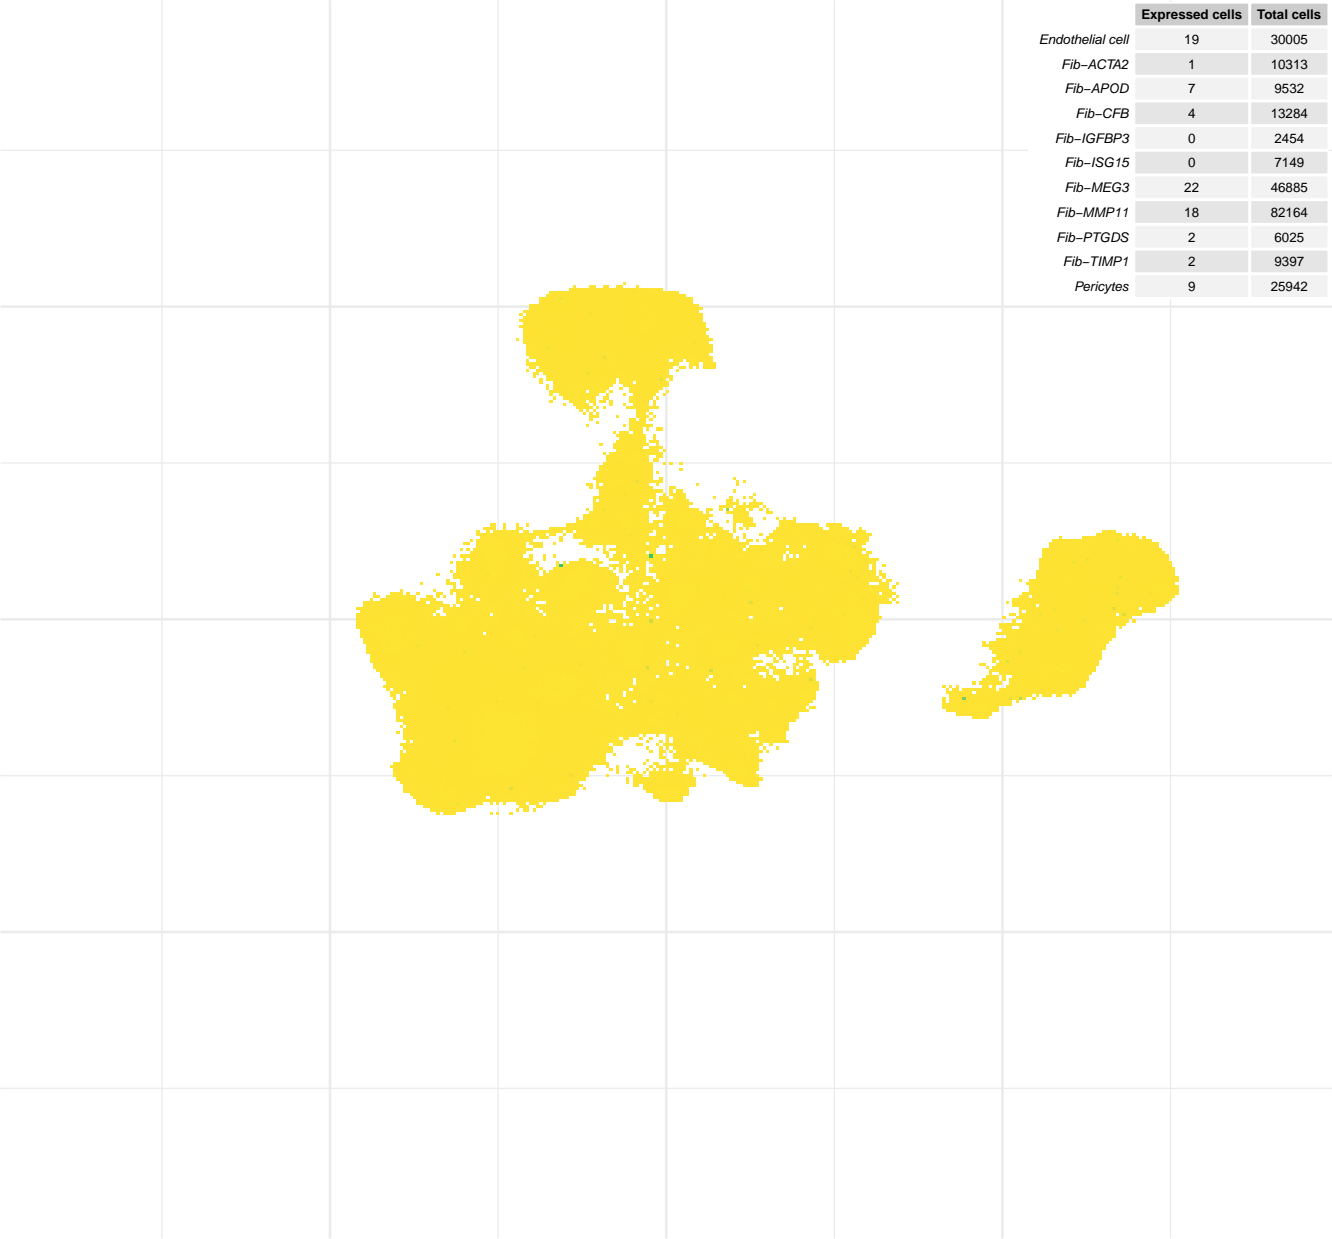 Expressed cells Total cells
Endothelial cell 19 30005
Fib−ACTA2 1 10313
Fib−APOD 7 9532
Fib−CFB 4 13284
Fib−IGFBP3 0 2454
Fib−ISG15 0 7149
Fib−MEG3 22 46885
Fib−MMP11 18 82164
Fib−PTGDS 2 6025
Fib−TIMP1 2 9397
Pericytes 9 25942